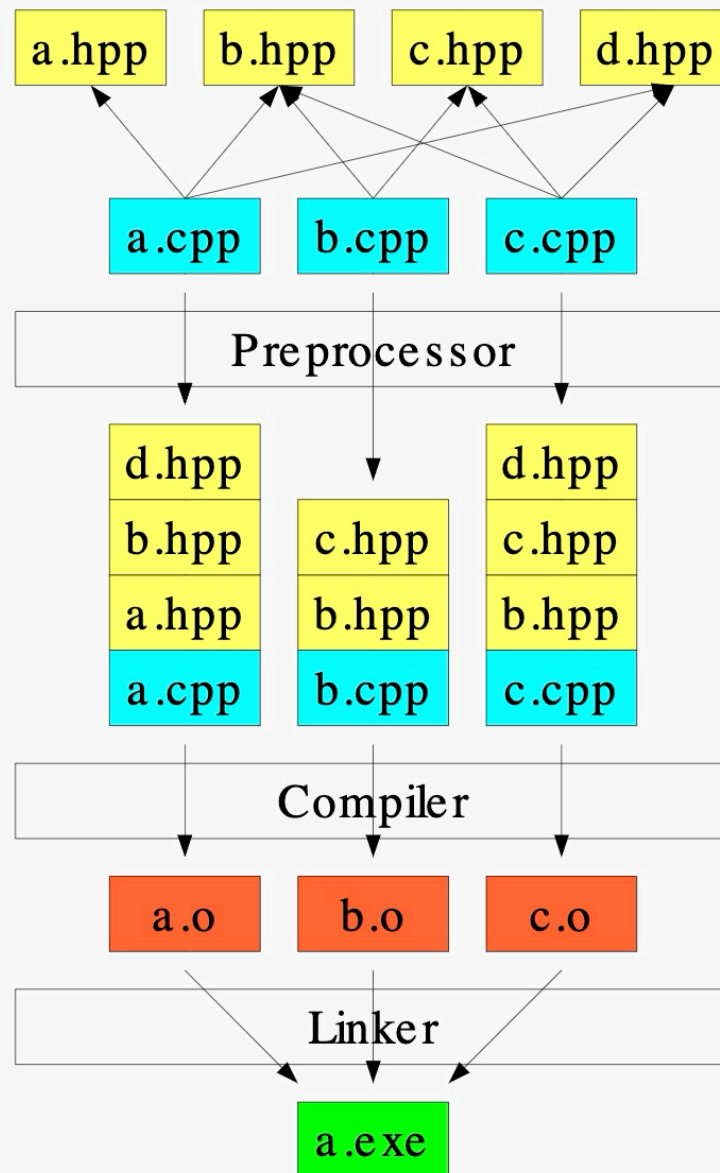 a.hpp b.hpp c.hpp d.hpp
a.cpp b.cpp c.cpp
Preprocessor
d.hpp d.hpp
b.hpp c.hpp c.hpp
a.hpp b.hpp b.hpp
a.cpp b.cpp c.cpp
Compiler
a.o b.o c.o
Linker
a.exe